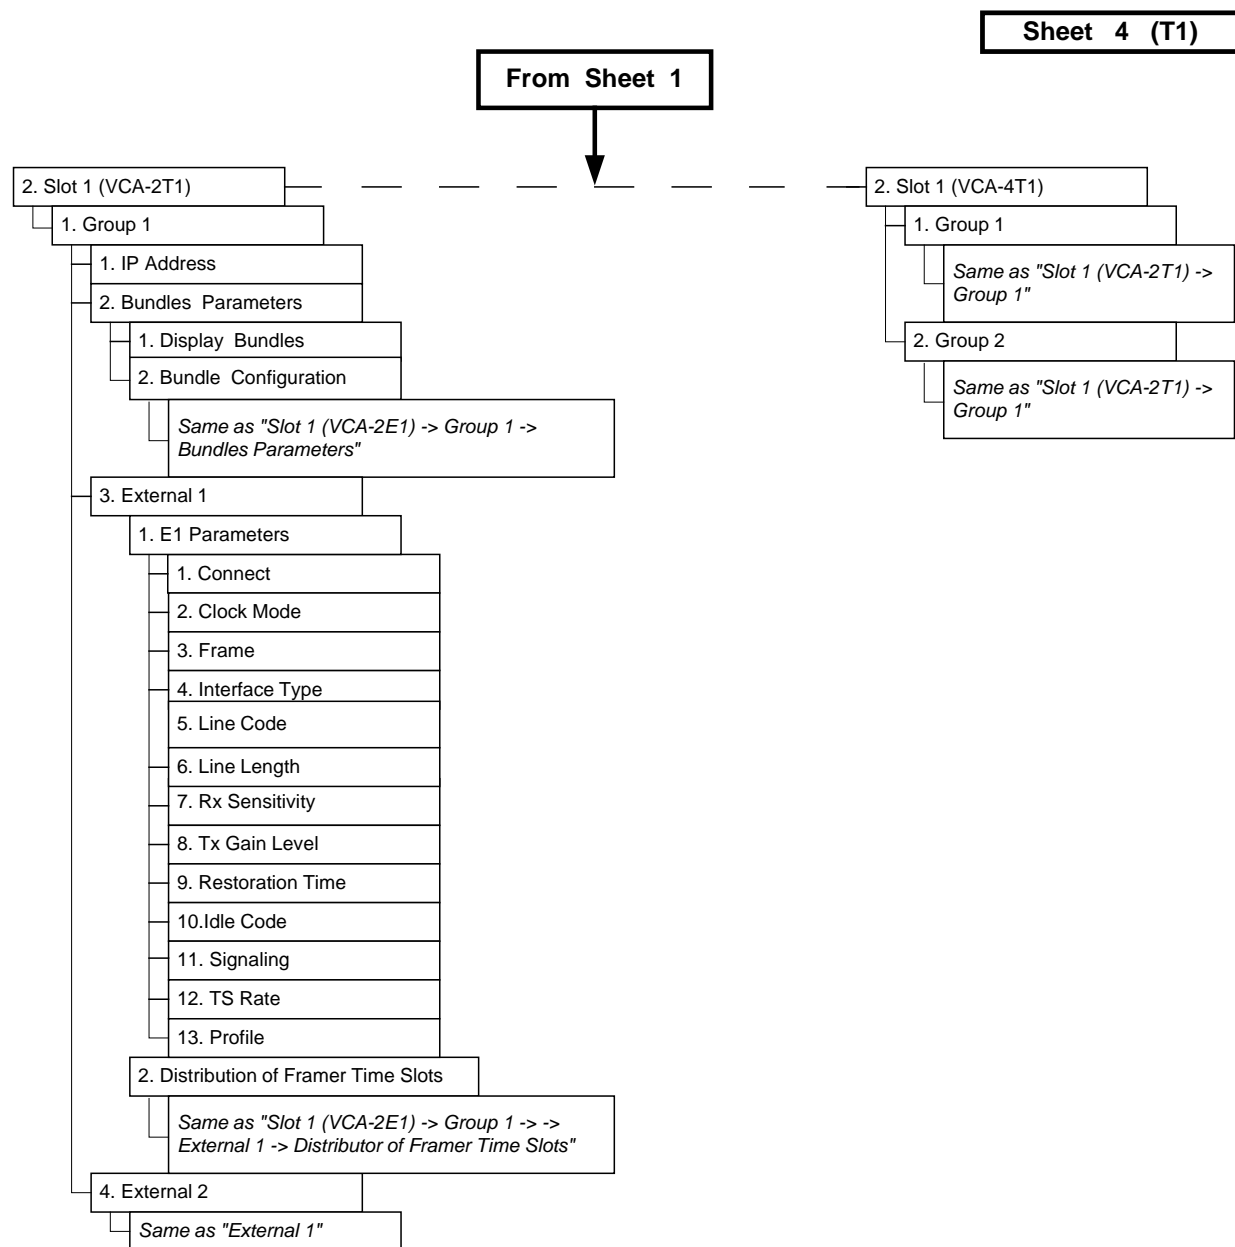 Sheet 4 (T1)
From Sheet 1
2. Slot 1 (VCA-2T1)
1. Group 1
1. IP Address
2. Bundles Parameters
1. Display Bundles
2. Bundle Configuration
Same as "Slot 1 (VCA-2E1) -> Group 1 ->
Bundles Parameters"
3. External 1
1. E1 Parameters
1. Connect
2. Clock Mode
3. Frame
4. Interface Type
5. Line Code
6. Line Length
7. Rx Sensitivity
8. Tx Gain Level
9. Restoration Time
10.Idle Code
11. Signaling
12. TS Rate
13. Profile
2. Distribution of Framer Time Slots
Same as "Slot 1 (VCA-2E1) -> Group 1 -> ->
External 1 -> Distributor of Framer Time Slots"
4. External 2
Same as "External 1"
2. Slot 1 (VCA-4T1)
1. Group 1
Same as "Slot 1 (VCA-2T1) ->
Group 1"
2. Group 2
Same as "Slot 1 (VCA-2T1) ->
Group 1"